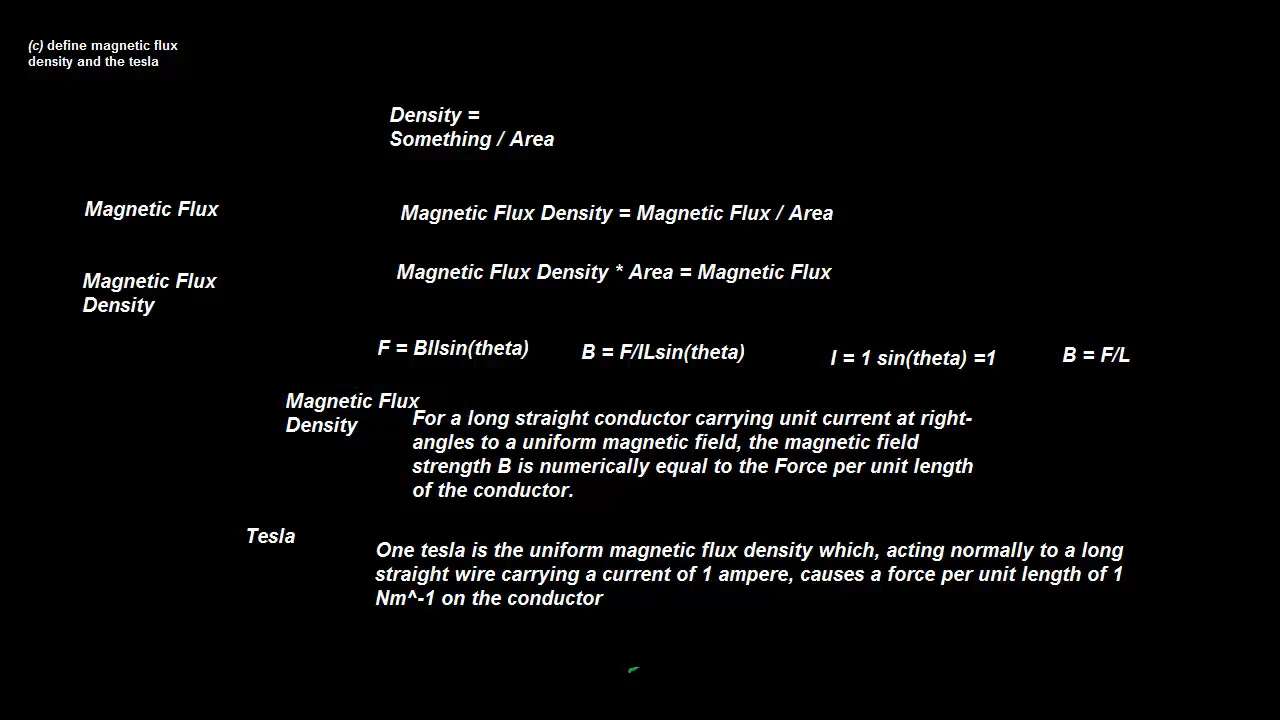 (c) define magnetic flux
density and the tesla
Density =
Something / Area
Magnetic Flux
Magnetic Flux Density = Magnetic Flux / Area
Magnetic Flux
Density
Magnetic Flux Density * Area = Magnetic Flux
F = BIlsin(theta)
B = F/ILsin(theta)
I = 1 sin(theta) =1
B = F/L
Magnetic Flux
Density
For a long straight conductor carrying unit current at right-
angles to a uniform magnetic field, the magnetic field
strength B is numerically equal to the Force per unit length
of the conductor.
Tesla
One tesla is the uniform magnetic flux density which, acting normally to a long
straight wire carrying a current of 1 ampere, causes a force per unit length of 1
Nm^-1 on the conductor